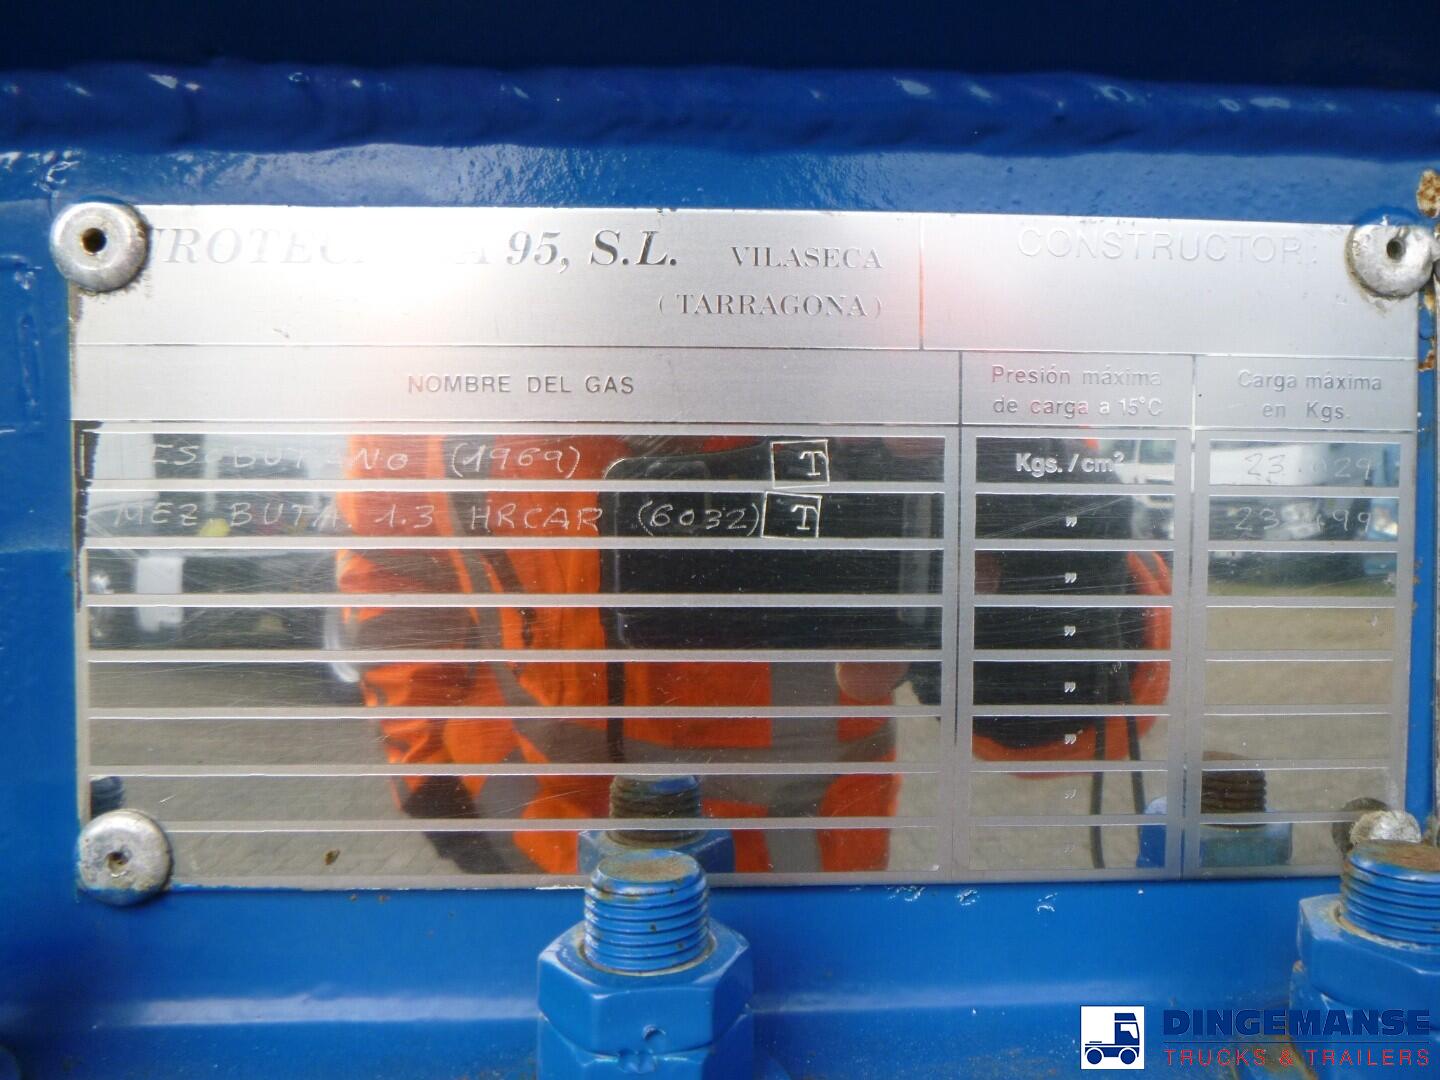 95, S.L. VILASECA
(TARRAGONA)
CONSTRUCTOR:
NOMBRE DEL GAS
Presión máxima
de carga a 15°C
Carga máxima
en Kgs.
(1969) T Kgs./cm²
MEZ BUTA. 1.3 HRCAR (6032) T "
"
"
"
"
"
"
DINGEMANSE
TRUCKS & TRAILERS